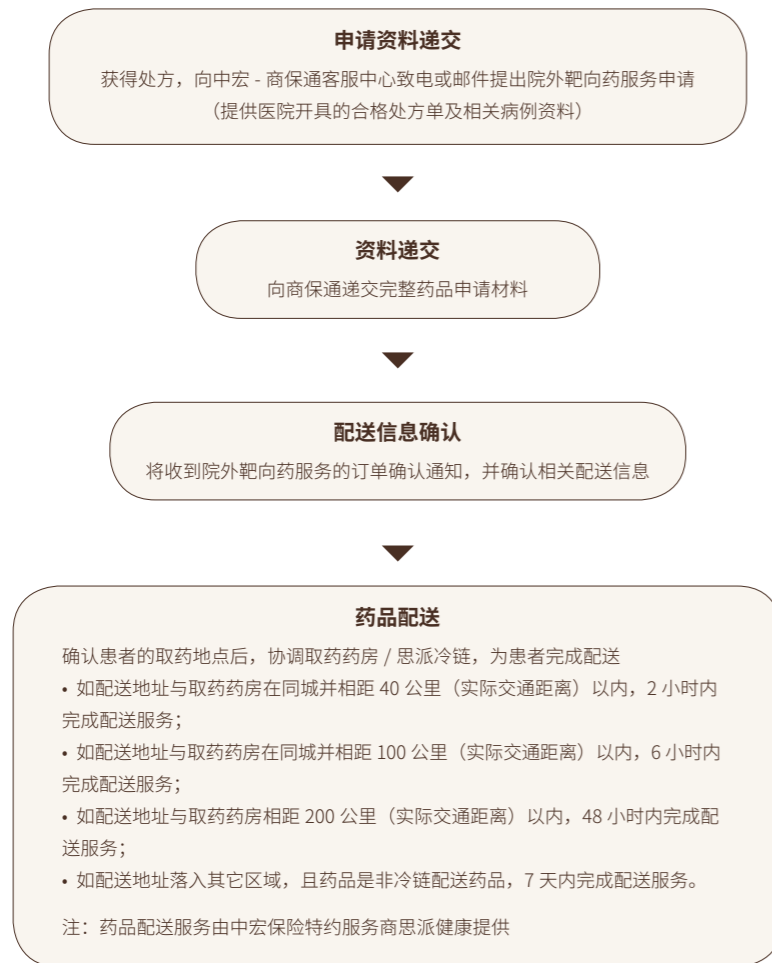 申请资料递交
获得处方，向中宏 - 商保通客服中心致电或邮件提出院外靶向药服务申请
（提供医院开具的合格处方单及相关病例资料）
资料递交
向商保通递交完整药品申请材料
配送信息确认
将收到院外靶向药服务的订单确认通知，并确认相关配送信息
药品配送
确认患者的取药地点后，协调取药药房 / 思派冷链，为患者完成配送
• 如配送地址与取药药房在同城并相距 40 公里（实际交通距离）以内，2 小时内
完成配送服务；
• 如配送地址与取药药房在同城并相距 100 公里（实际交通距离）以内，6 小时内
完成配送服务；
• 如配送地址与取药药房相距 200 公里（实际交通距离）以内，48 小时内完成配
送服务；
• 如配送地址落入其它区域，且药品是非冷链配送药品，7 天内完成配送服务。
注：药品配送服务由中宏保险特约服务商思派健康提供